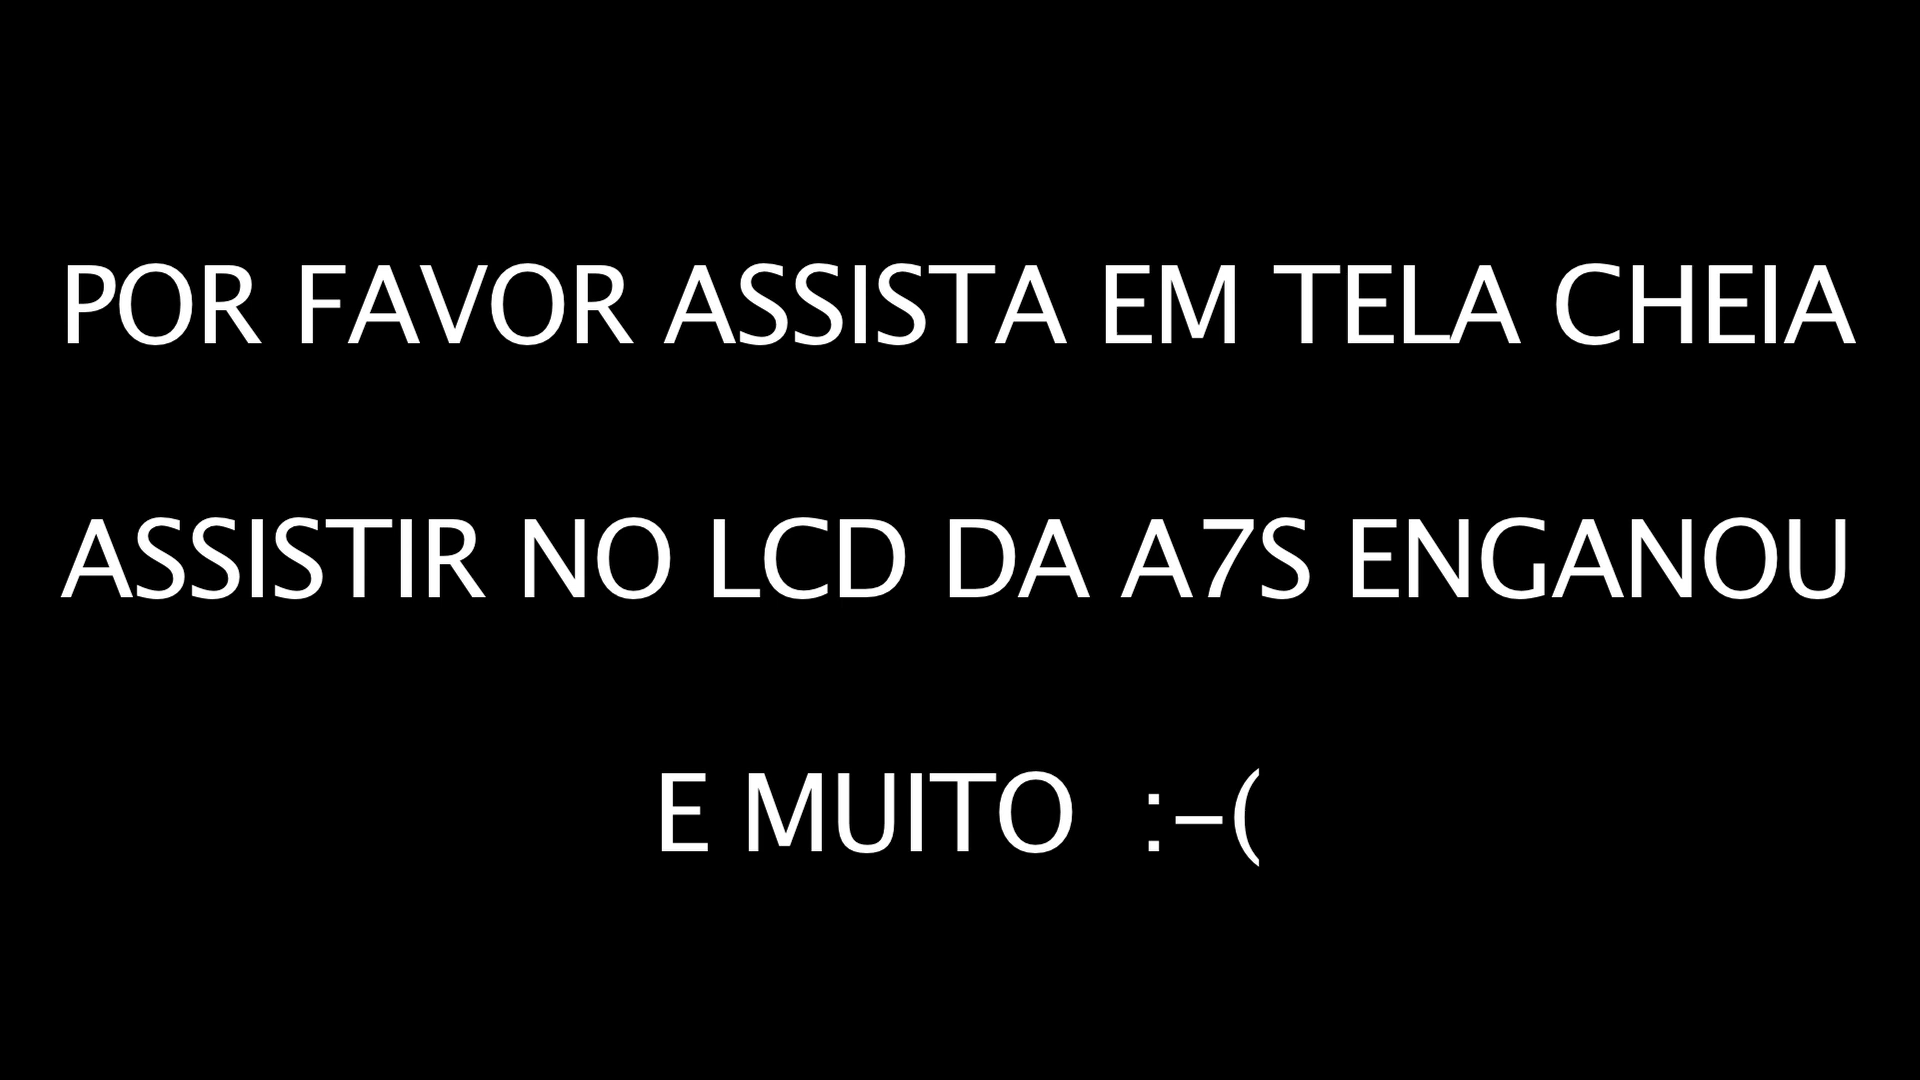 POR FAVOR ASSISTA EM TELA CHEIA
ASSISTIR NO LCD DA A7S ENGANOU
E MUITO :-(